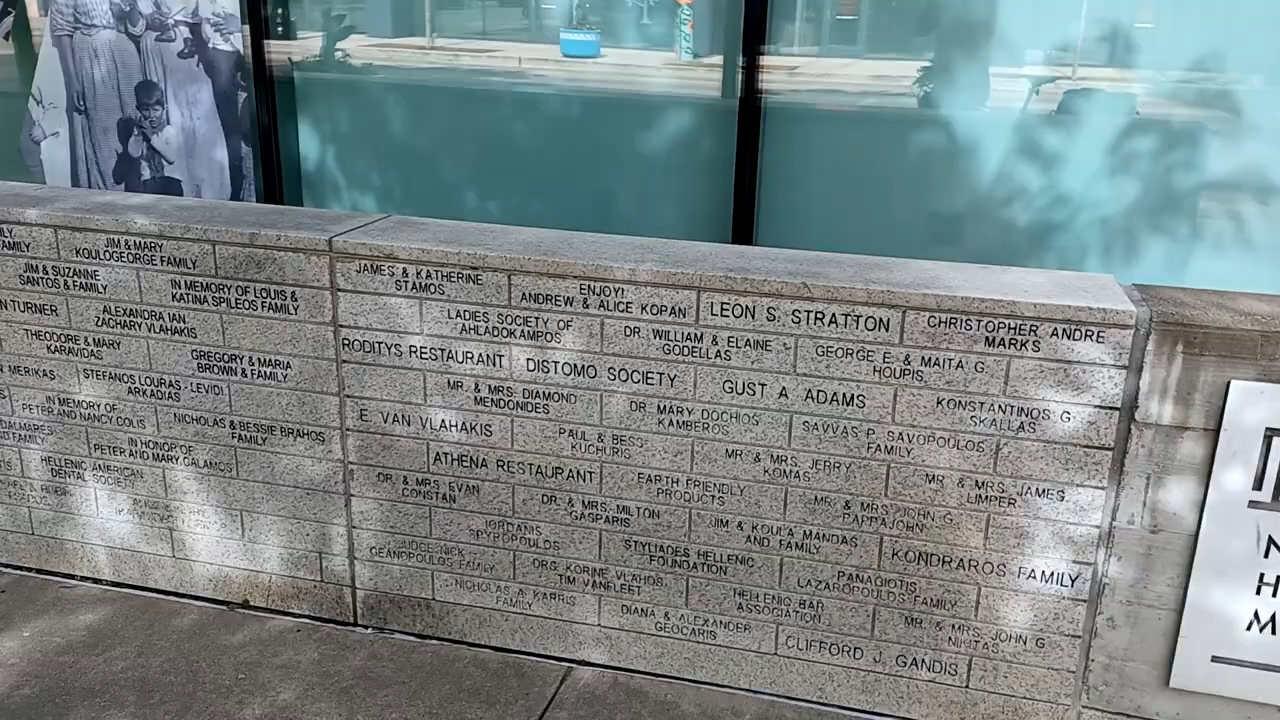 ILY
FAMILY
JIM & MARY
KOULOGEORGE FAMILY
JIM & SUZANNE
SANTOS & FAMILY
IN MEMORY OF LOUIS &
KATINA SPILEOS FAMILY
N TURNER
ALEXANDRA IAN
ZACHARY VLAHAKIS
THEODORE & MARY
KARAVIDAS
GREGORY & MARIA
BROWN & FAMILY
MERIKAS
STEFANOS LOURAS - LEVIDI
ARKADIAS
IN MEMORY OF
PETER AND NANCY COLIS
NICHOLAS & BESSIE BRAHOS
FAMILY
DALMARES
FAMILY
IN HONOR OF
PETER AND MARY GALAMOS
HELLENIC AMERICAN
DENTAL SOCIETY
JAMES & KATHERINE
STAMOS
ENJOY!
ANDREW & ALICE KOPAN
LEON S. STRATTON
CHRISTOPHER ANDRE
MARKS
LADIES SOCIETY OF
AHLADOKAMPOS
DR. WILLIAM & ELAINE
GODELLAS
GEORGE E. & MAITA G.
HOUPIS
RODITYS RESTAURANT
DISTOMO SOCIETY
GUST A ADAMS
KONSTANTINOS G.
SKALLAS
MR. & MRS. DIAMOND
MENDONIDES
DR. MARY DOCHIOS
KAMBEROS
SAVVAS P. SAVOPOULOS
FAMILY
E. VAN VLAHAKIS
PAUL & BESS
KUCHURIS
MR. & MRS. JERRY
KOMAS
MR. & MRS. JAMES
LIMPER
ATHENA RESTAURANT
EARTH FRIENDLY
PRODUCTS
MR. & MRS. JOHN G.
PAPPAJOHN
DR. & MRS. EVAN
CONSTAN
DR. & MRS. MILTON
GASPARIS
JIM & KOULA MANDAS
AND FAMILY
KONDRAROS FAMILY
IORDANIS
SPYROPOULOS
STYLIADES HELLENIC
FOUNDATION
PANAGIOTIS
LAZAROPOULOS FAMILY
JUDGE NICK
GEANOPOULOS FAMILY
DRS. KORINE VLAHOS,
TIM VANFLEET
HELLENIC BAR
ASSOCIATION
MR. & MRS. JOHN G.
NIKITAS
NICHOLAS A. KARRIS
FAMILY
DIANA & ALEXANDER
GEOCARIS
CLIFFORD J. GANDIS
N
H
M